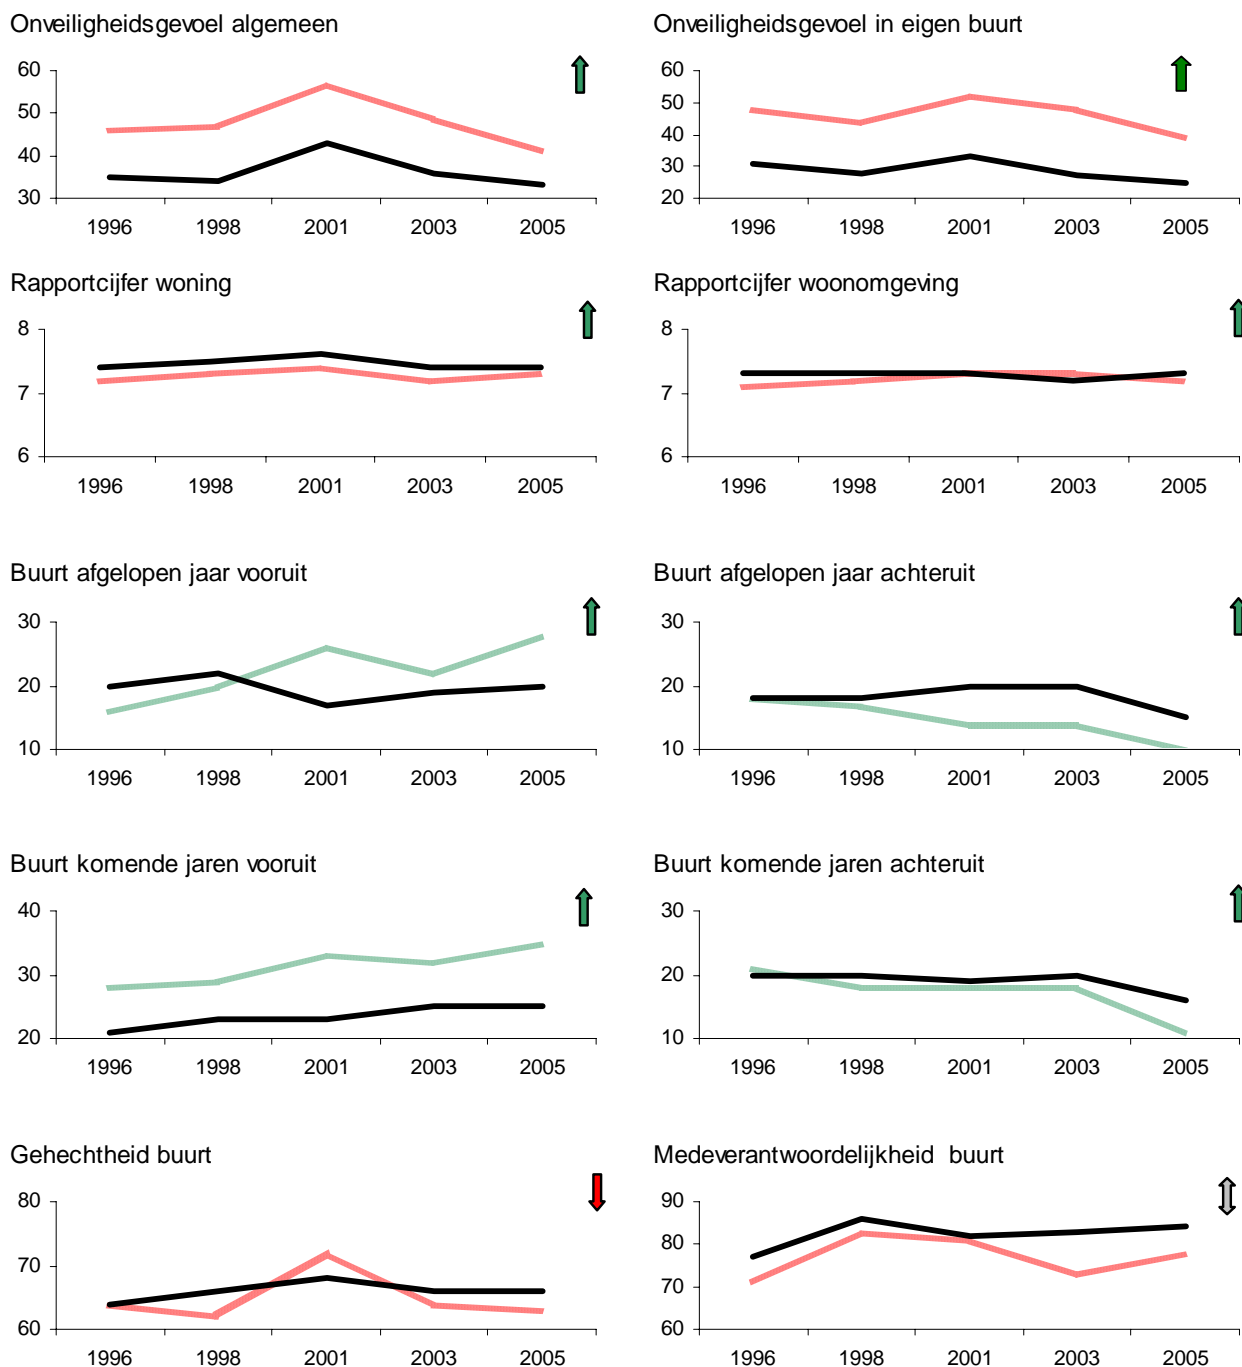 Onveiligheidsgevoel algemeen
60
50
40
30
1996 1998 2001 2003 2005
Onveiligheidsgevoel in eigen buurt
60
50
40
30
20
1996 1998 2001 2003 2005
Rapportcijfer woning
8
7
6
1996 1998 2001 2003 2005
Rapportcijfer woonomgeving
8
7
6
1996 1998 2001 2003 2005
Buurt afgelopen jaar vooruit
30
20
10
1996 1998 2001 2003 2005
Buurt afgelopen jaar achteruit
30
20
10
1996 1998 2001 2003 2005
Buurt komende jaren vooruit
40
30
20
1996 1998 2001 2003 2005
Buurt komende jaren achteruit
30
20
10
1996 1998 2001 2003 2005
Gehechtheid buurt
80
70
60
1996 1998 2001 2003 2005
Medeverantwoordelijkheid buurt
90
80
70
60
1996 1998 2001 2003 2005